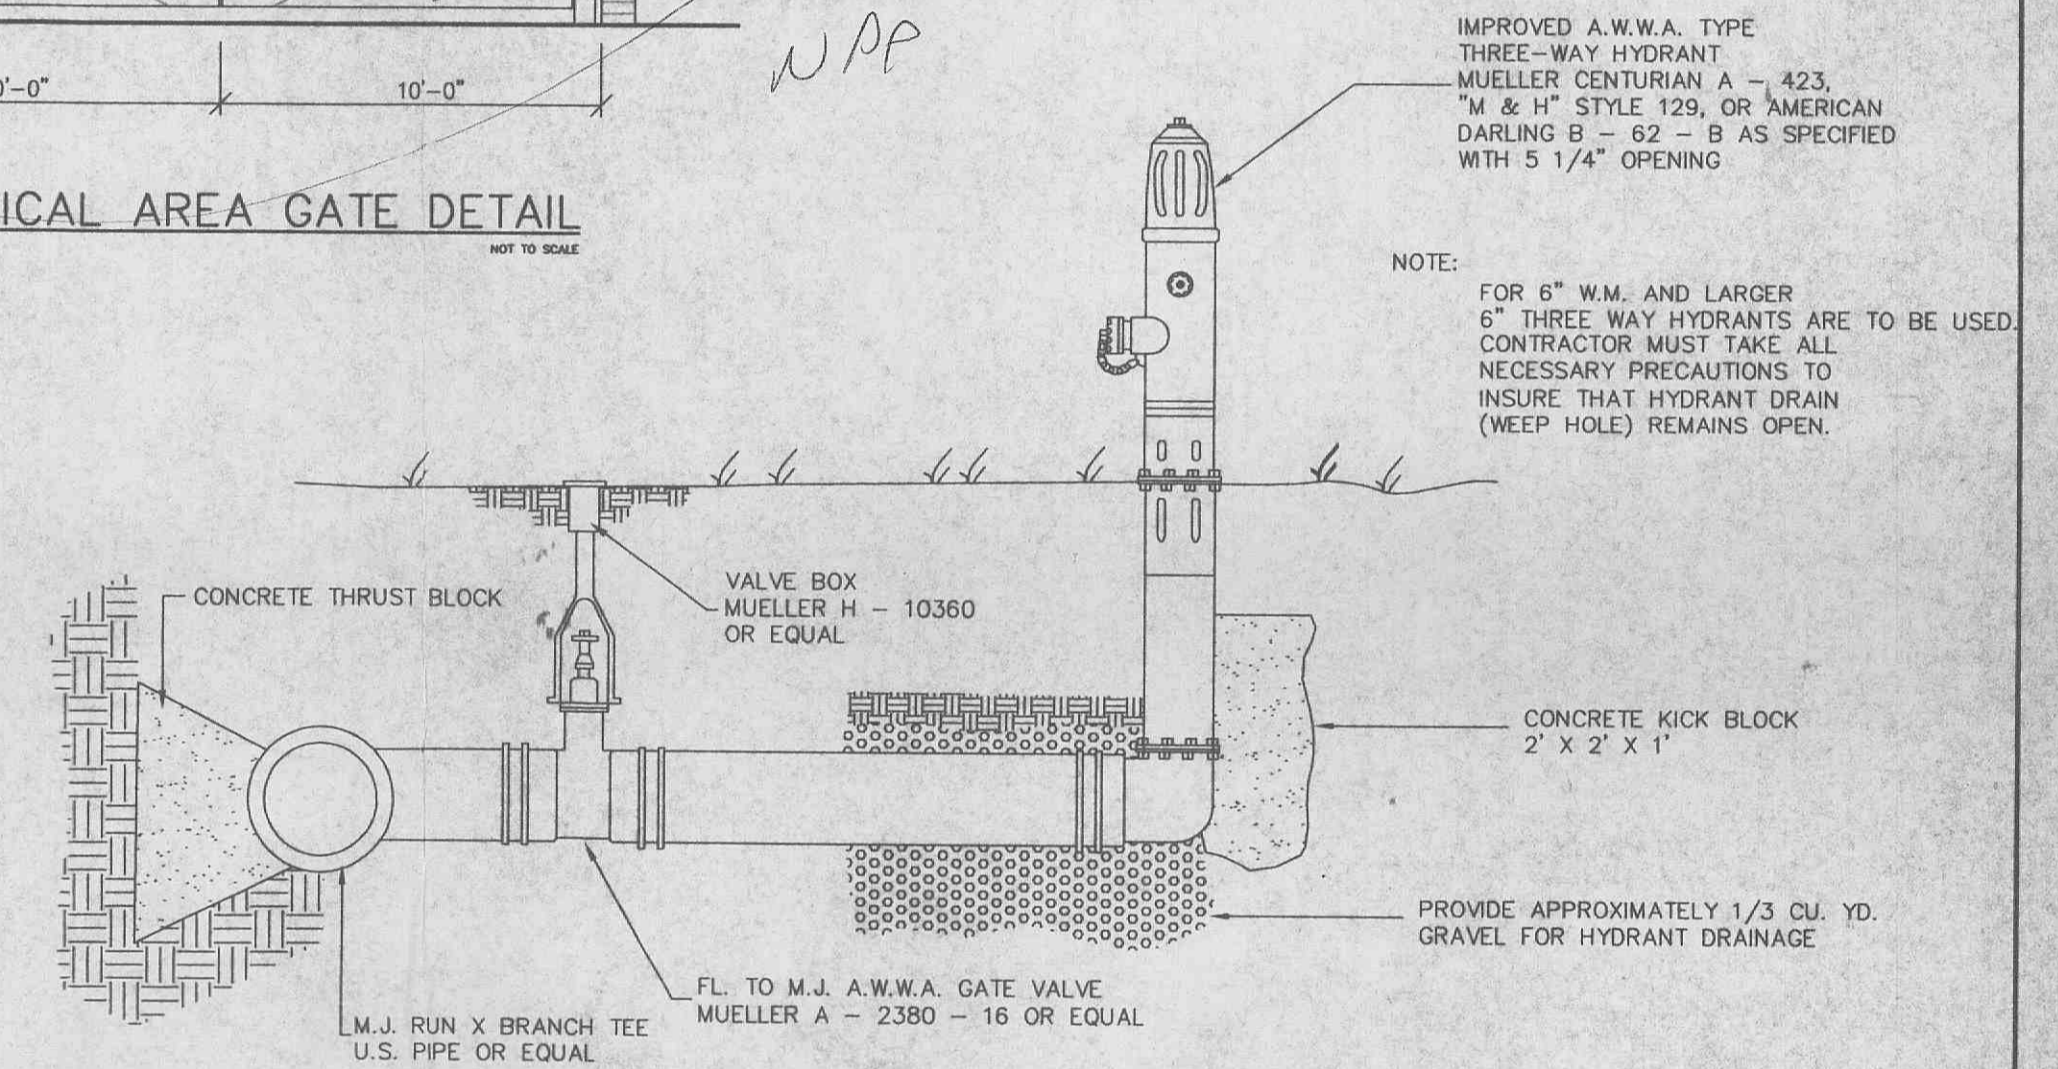 10'-0"
ICAL AREA GATE DETAIL
NOT TO SCALE
IMPROVED A.W.W.A. TYPE
THREE-WAY HYDRANT
MUELLER CENTURIAN A - 423,
"M & H" STYLE 129, OR AMERICAN
DARLING B - 62 - B AS SPECIFIED
WITH 5 1/4" OPENING
NOTE:
FOR 6" W.M. AND LARGER
6" THREE WAY HYDRANTS ARE TO BE USED.
CONTRACTOR MUST TAKE ALL
NECESSARY PRECAUTIONS TO
INSURE THAT HYDRANT DRAIN
(WEEP HOLE) REMAINS OPEN.
CONCRETE THRUST BLOCK
VALVE BOX
MUELLER H - 10360
OR EQUAL
CONCRETE KICK BLOCK
2' X 2' X 1'
PROVIDE APPROXIMATELY 1/3 CU. YD.
GRAVEL FOR HYDRANT DRAINAGE
FL. TO M.J. A.W.W.A. GATE VALVE
MUELLER A - 2380 - 16 OR EQUAL
M.J. RUN X BRANCH TEE
U.S. PIPE OR EQUAL